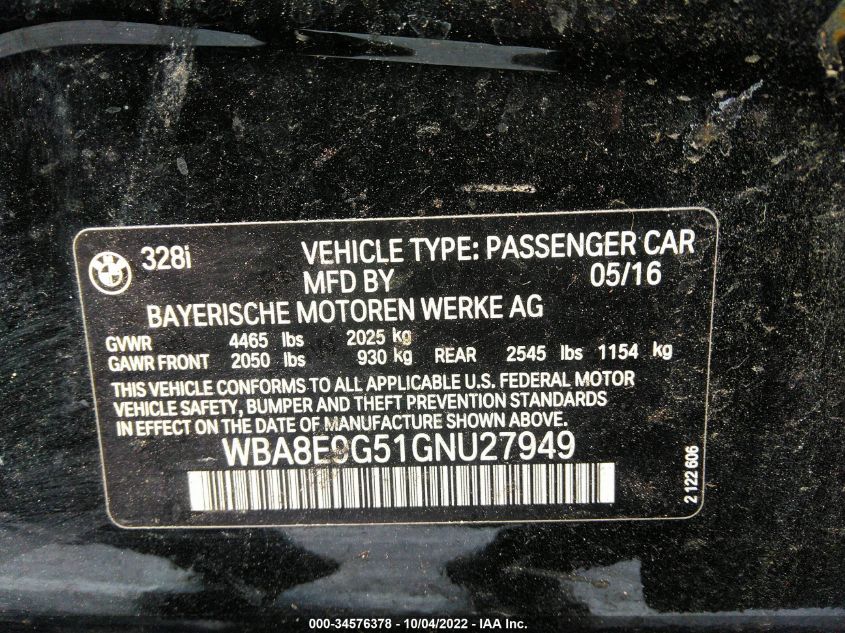 BMW
328i VEHICLE TYPE: PASSENGER CAR
MFD BY 05/16
BAYERISCHE MOTOREN WERKE AG
GVWR 4465 lbs 2025 kg
GAWR FRONT 2050 lbs 930 kg REAR 2545 lbs 1154 kg
THIS VEHICLE CONFORMS TO ALL APPLICABLE U.S. FEDERAL MOTOR
VEHICLE SAFETY, BUMPER AND THEFT PREVENTION STANDARDS
IN EFFECT ON THE DATE OF MANUFACTURE SHOWN ABOVE.
WBA8E9G51GNU27949
2 122 606
000-34576378 - 10/04/2022 - IAA Inc.